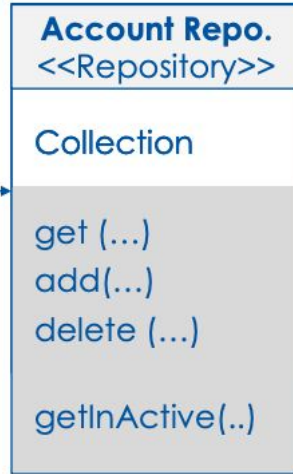 Account Repo.
<<Repository>>
Collection
get (...)
add(...)
delete (...)
getInActive(..)